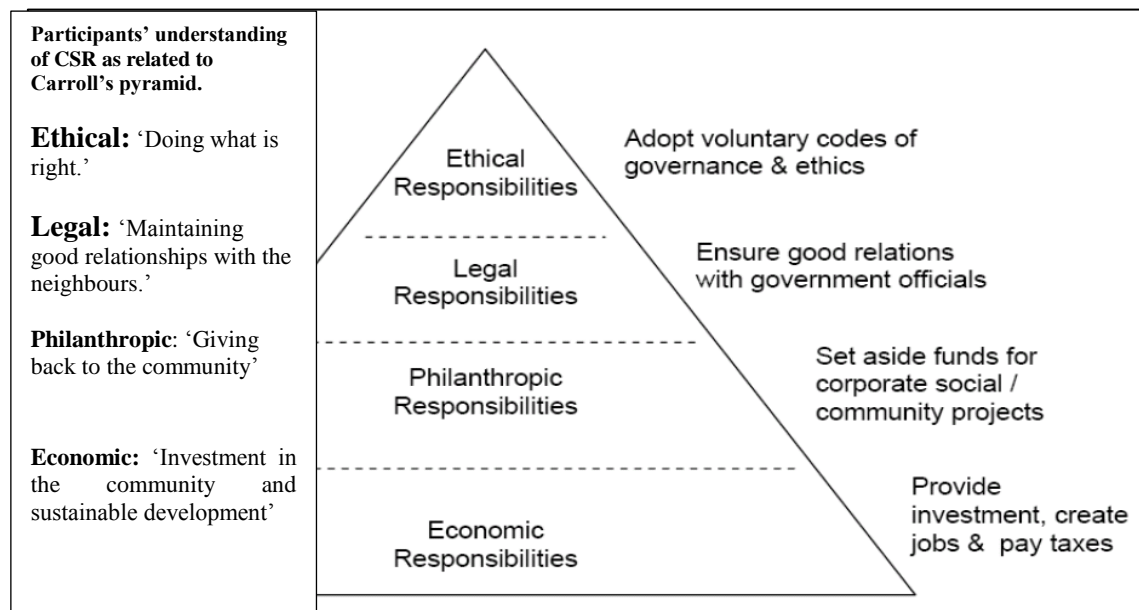 Participants’ understanding
of CSR as related to
Carroll’s pyramid.
Ethical: ‘Doing what is
right.’
Legal: ‘Maintaining
good relationships with the
neighbours.’
Philanthropic: ‘Giving
back to the community’
Economic: ‘Investment in
the community and
sustainable development’
Ethical
Responsibilities
Adopt voluntary codes of
governance & ethics
Legal
Responsibilities
Ensure good relations
with government officials
Philanthropic
Responsibilities
Set aside funds for
corporate social /
community projects
Economic
Responsibilities
Provide
investment, create
jobs & pay taxes